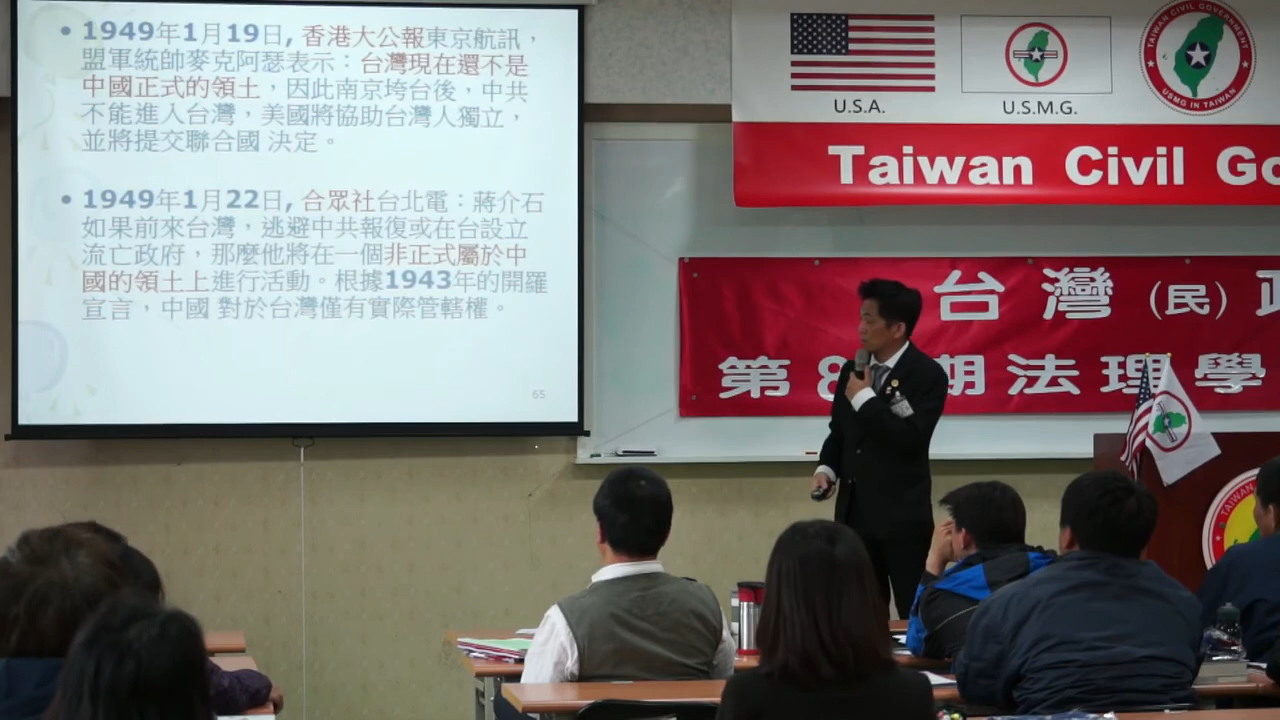 • 1949年1月19日, 香港大公報東京航訊，
盟軍統帥麥克阿瑟表示：台灣現在還不是
中國正式的領土，因此南京垮台後，中共
不能進入台灣，美國將協助台灣人獨立，
並將提交聯合國 決定。
• 1949年1月22日, 合眾社台北電：蔣介石
如果前來台灣，逃避中共報復或在台設立
流亡政府，那麼他將在一個非正式屬於中
國的領土上進行活動。根據1943年的開羅
宣言，中國 對於台灣僅有實際管轄權。
65
U.S.A.
U.S.M.G.
TAIWAN CIVIL GOVERNMENT
USMG IN TAIWAN
Taiwan Civil Go
台灣(民)政
第8 期法理學
TAIWAN